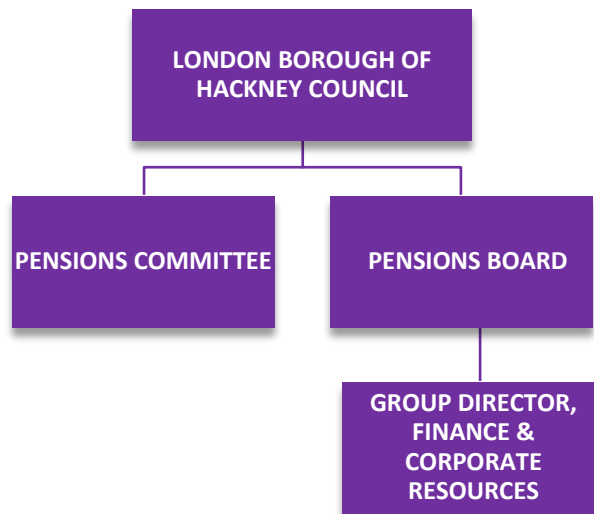 LONDON BOROUGH OF
HACKNEY COUNCIL
PENSIONS COMMITTEE
PENSIONS BOARD
GROUP DIRECTOR,
FINANCE &
CORPORATE
RESOURCES